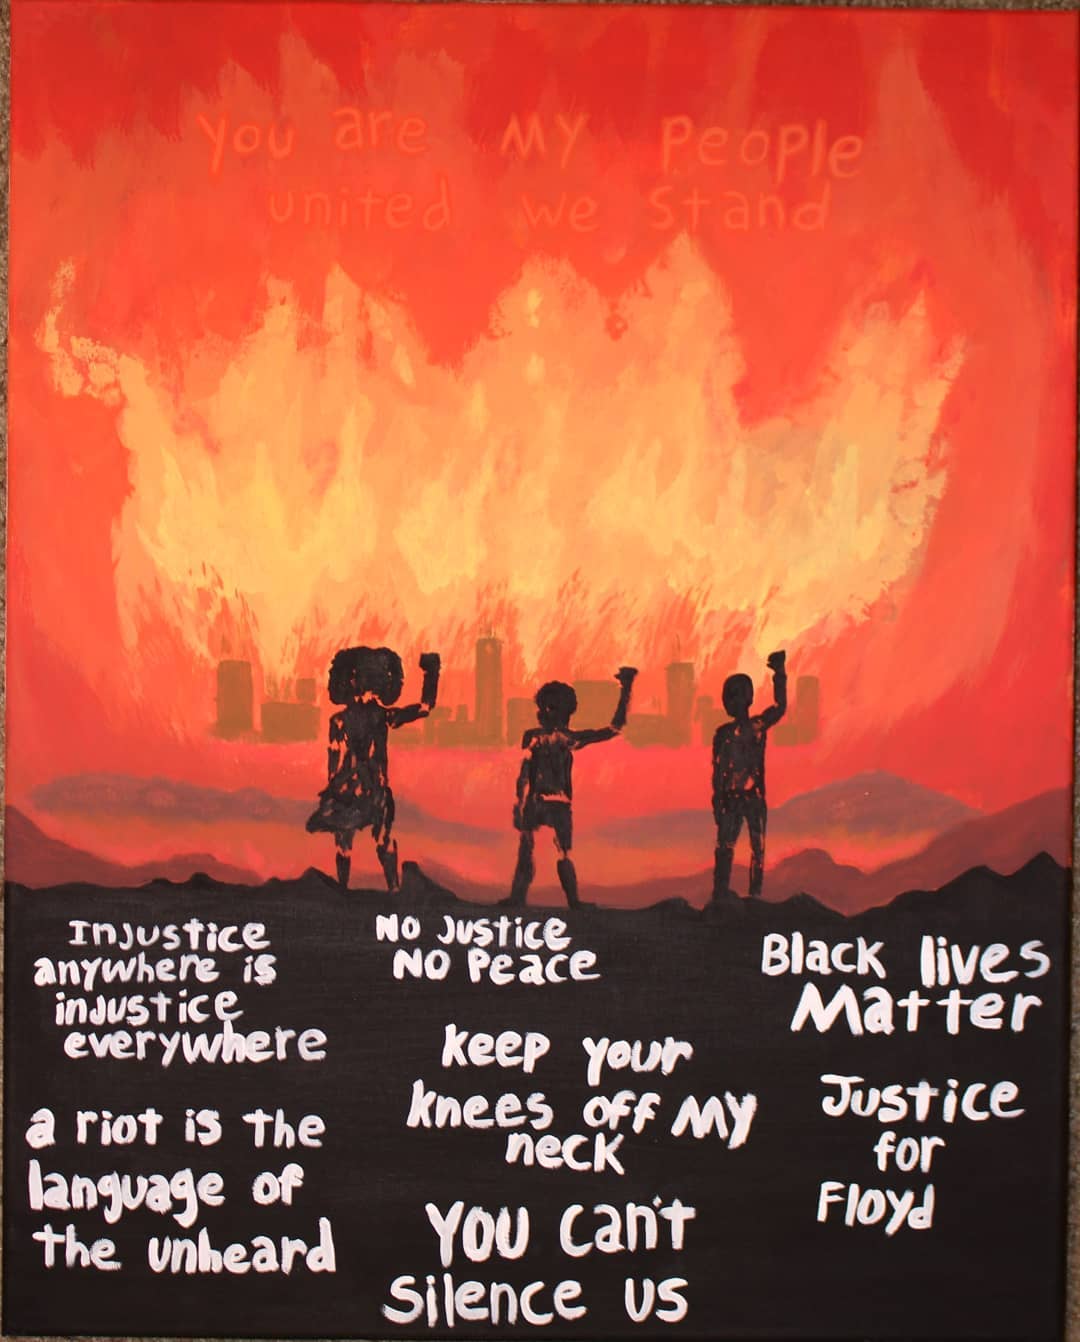 You are My People
united we stand
Injustice
anywhere is
injustice
everywhere
a riot is the
language of
the unheard
No Justice
No Peace
keep your
knees off My
neck
You can't
Silence us
Black lives
Matter
Justice
for
Floyd